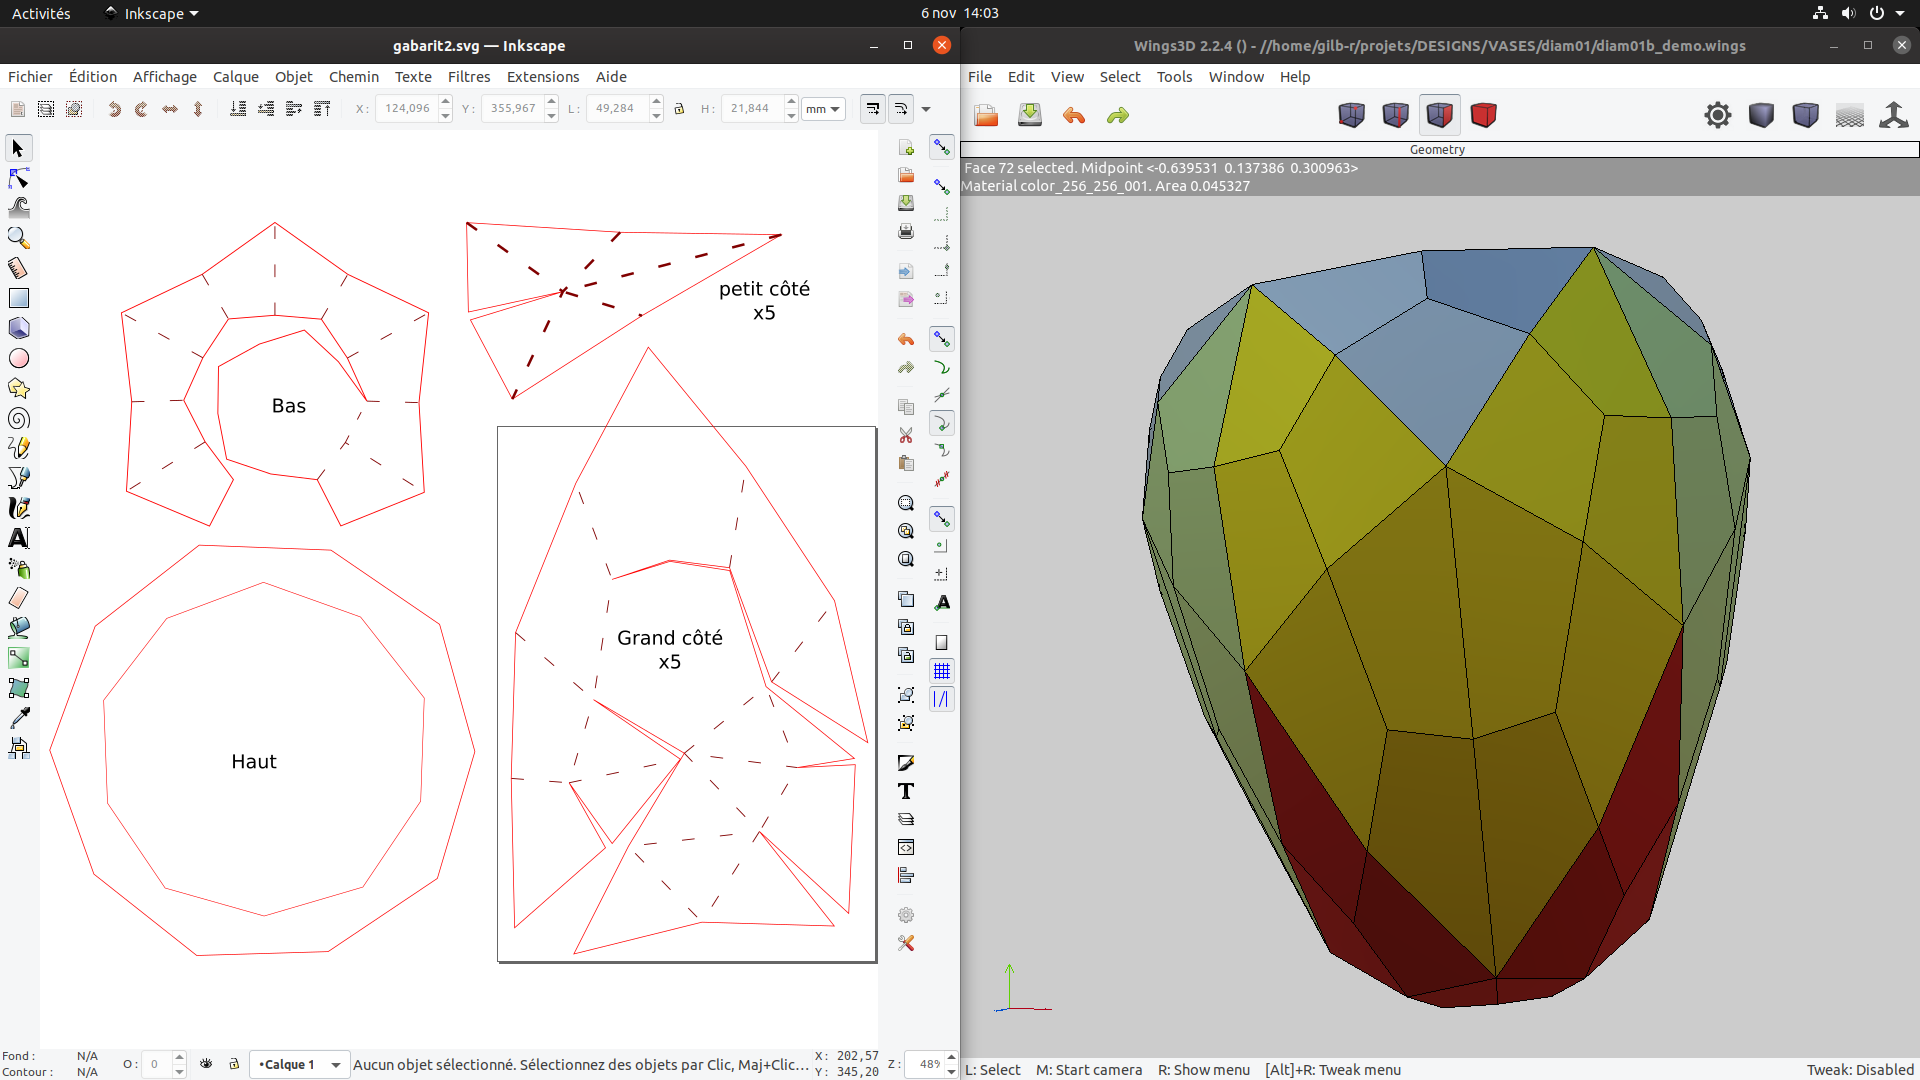 Activités
Inkscape
6 nov 14:03
gabarit2.svg — Inkscape
Fichier Édition Affichage Calque Objet Chemin Texte Filtres Extensions Aide
X : 124,096 Y : 355,967 L : 49,284 H : 21,844 mm
petit côté
x5
Bas
Grand côté
x5
Haut
Fond : N/A
Contour : N/A
O : 0
•Calque 1
Aucun objet sélectionné. Sélectionnez des objets par Clic, Maj+Clic…
X : 202,57
Y : 345,20
Z : 48%
Wings3D 2.2.4 () - //home/gilb-r/projets/DESIGNS/VASES/diam01/diam01b_demo.wings
File Edit View Select Tools Window Help
Geometry
Face 72 selected. Midpoint <-0.639531 0.137386 0.300963>
Material color_256_256_001. Area 0.045327
L: Select M: Start camera R: Show menu [Alt]+R: Tweak menu
Tweak: Disabled